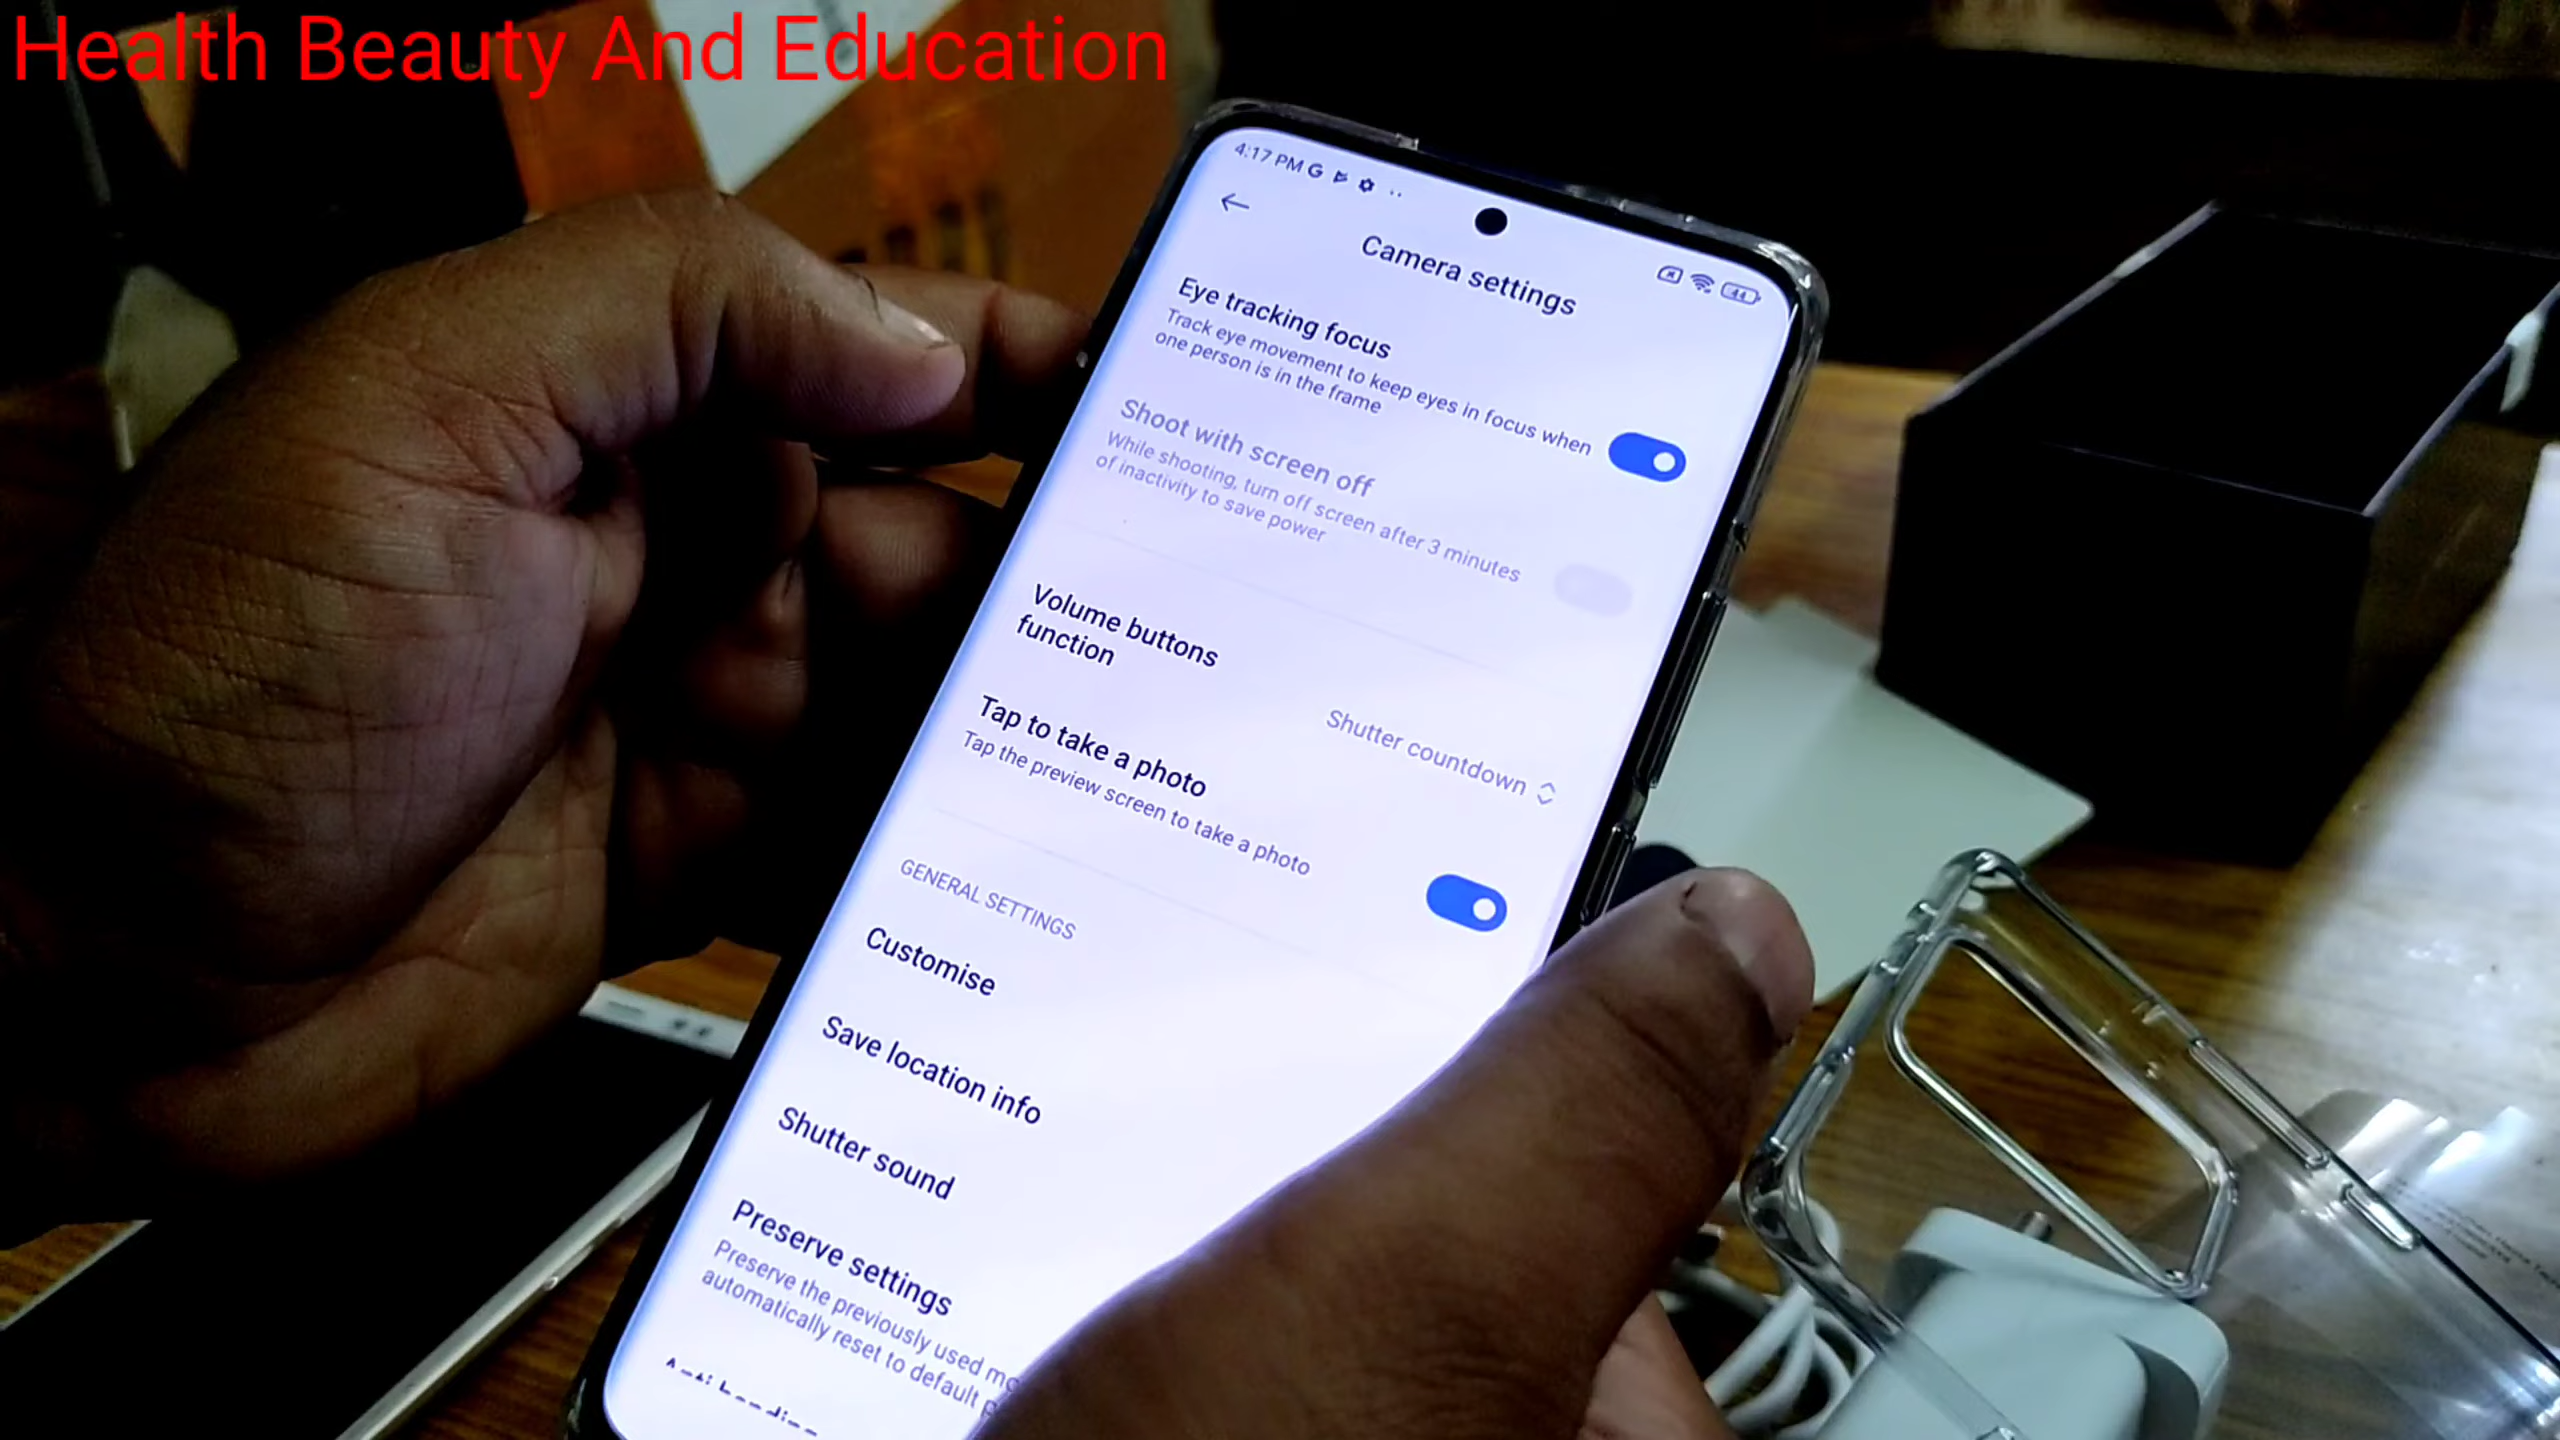 Health Beauty And Education
4:17 PM G
44
Camera settings
Eye tracking focus
Track eye movement to keep eyes in focus when
one person is in the frame
Shoot with screen off
While shooting, turn off screen after 3 minutes
of inactivity to save power
Volume buttons
function
Shutter countdown
Tap to take a photo
Tap the preview screen to take a photo
GENERAL SETTINGS
Customise
Save location info
Shutter sound
Preserve settings
Preserve the previously used
automatically reset to default